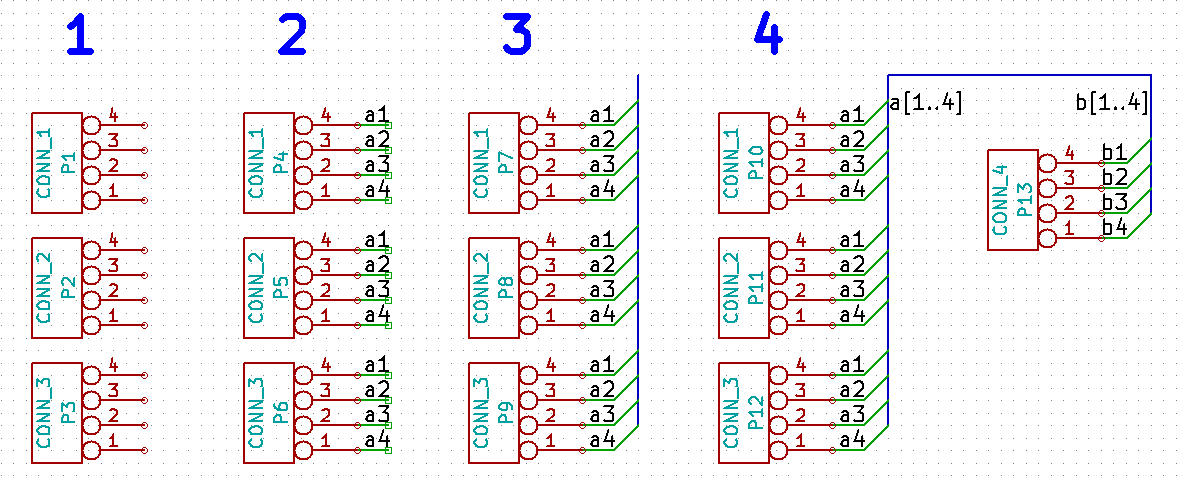 1 2 3 4
a[1..4] b[1..4]
CONN_1 P1 4 3 2 1
CONN_1 P4 4 a1 3 a2 2 a3 1 a4
CONN_1 P7 4 a1 3 a2 2 a3 1 a4
CONN_1 P10 4 a1 3 a2 2 a3 1 a4
CONN_4 P13 4 b1 3 b2 2 b3 1 b4
CONN_2 P2 4 3 2 1
CONN_2 P5 4 a1 3 a2 2 a3 1 a4
CONN_2 P8 4 a1 3 a2 2 a3 1 a4
CONN_2 P11 4 a1 3 a2 2 a3 1 a4
CONN_3 P3 4 3 2 1
CONN_3 P6 4 a1 3 a2 2 a3 1 a4
CONN_3 P9 4 a1 3 a2 2 a3 1 a4
CONN_3 P12 4 a1 3 a2 2 a3 1 a4